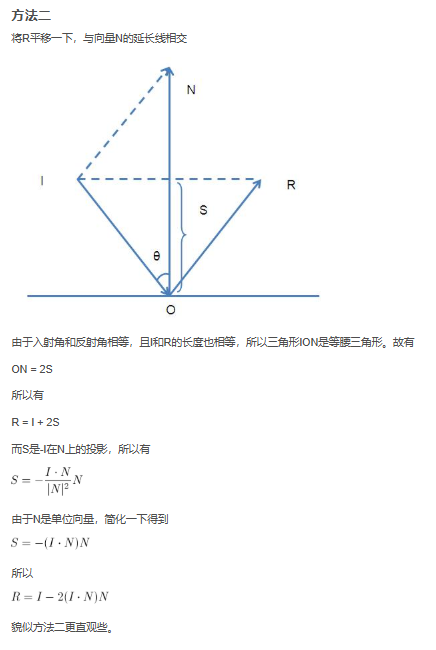 方法二
将R平移一下，与向量N的延长线相交
N
I
R
S
θ
O
由于入射角和反射角相等，且I和R的长度也相等，所以三角形ION是等腰三角形。故有
ON = 2S
所以有
R = I + 2S
而S是-I在N上的投影，所以有
S = -\frac{I · N}{|N|^2} N
由于N是单位向量，简化一下得到
S = −(I · N)N
所以
R = I − 2(I · N)N
貌似方法二更直观些。